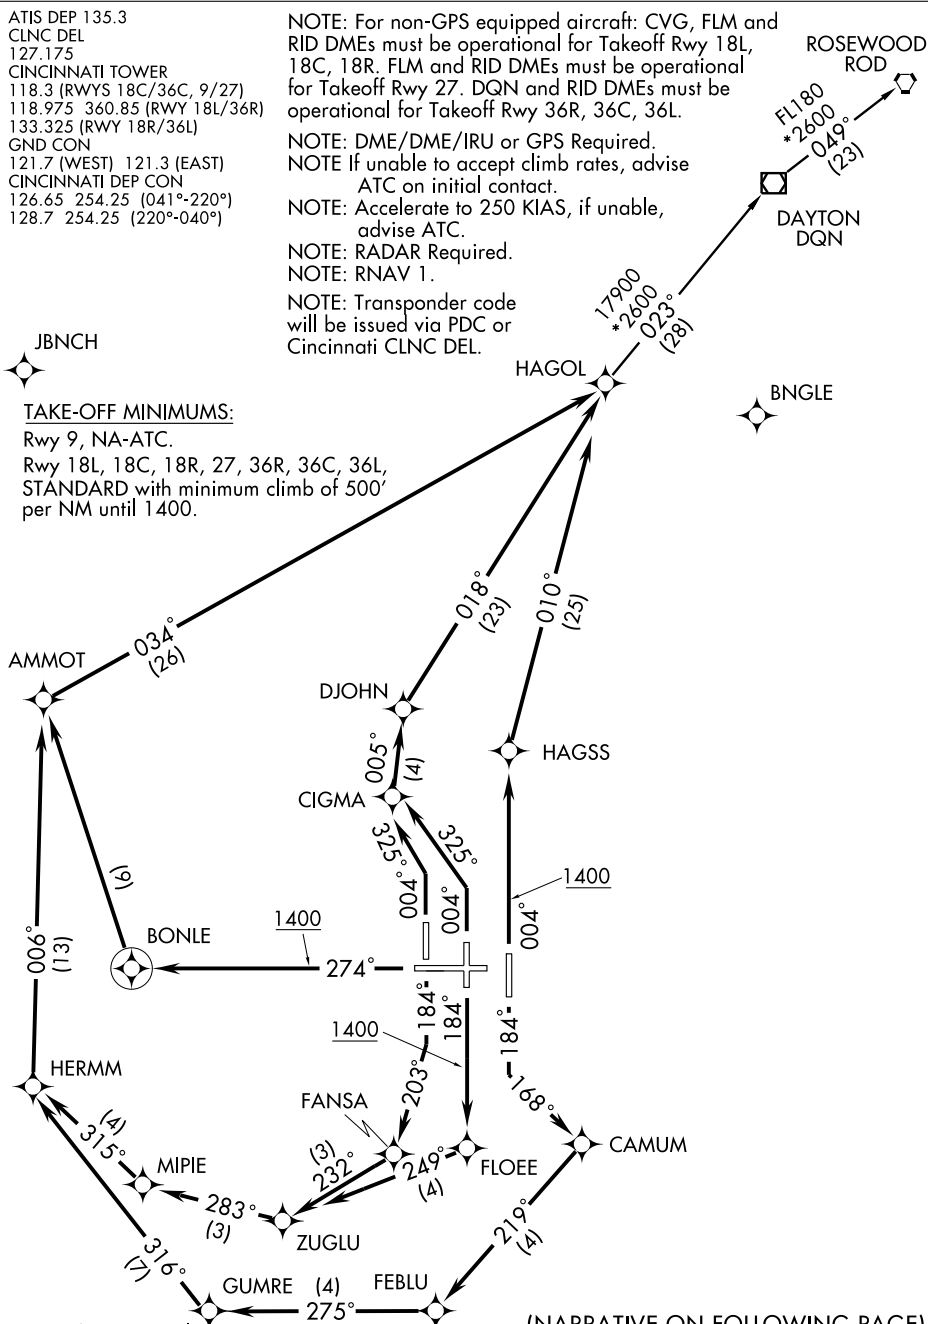 ATIS DEP 135.3
CLNC DEL
127.175
CINCINNATI TOWER
118.3 (RWYS 18C/36C, 9/27)
118.975 360.85 (RWY 18L/36R)
133.325 (RWY 18R/36L)
GND CON
121.7 (WEST) 121.3 (EAST)
CINCINNATI DEP CON
126.65 254.25 (041°-220°)
128.7 254.25 (220°-040°)
NOTE: For non-GPS equipped aircraft: CVG, FLM and
RID DMEs must be operational for Takeoff Rwy 18L,
18C, 18R. FLM and RID DMEs must be operational
for Takeoff Rwy 27. DQN and RID DMEs must be
operational for Takeoff Rwy 36R, 36C, 36L.
NOTE: DME/DME/IRU or GPS Required.
NOTE If unable to accept climb rates, advise
ATC on initial contact.
NOTE: Accelerate to 250 KIAS, if unable,
advise ATC.
NOTE: RADAR Required.
NOTE: RNAV 1.
NOTE: Transponder code
will be issued via PDC or
Cincinnati CLNC DEL.
ROSEWOOD
ROD
FL180
*2600
049°
(23)
DAYTON
DQN
17900
*2600
023°
(28)
JBNCH
HAGOL
BNGLE
TAKE-OFF MINIMUMS:
Rwy 9, NA-ATC.
Rwy 18L, 18C, 18R, 27, 36R, 36C, 36L,
STANDARD with minimum climb of 500'
per NM until 1400.
018°
(23)
010°
(25)
034°
(26)
AMMOT
DJOHN
HAGSS
005°
(4)
CIGMA
325°
325°
004°
004°
1400
004°
(9)
BONLE
1400
274°
006°
(13)
184°
184°
184°
1400
HERMM
203°
168°
FANSA
CAMUM
FLOEE
(4)
315°
MIPIE
(3)
232°
249°
(4)
283°
(3)
ZUGLU
219°
(4)
316°
(7)
GUMRE
(4)
275°
FEBLU
(NARRATIVE ON FOLLOWING PAGE)